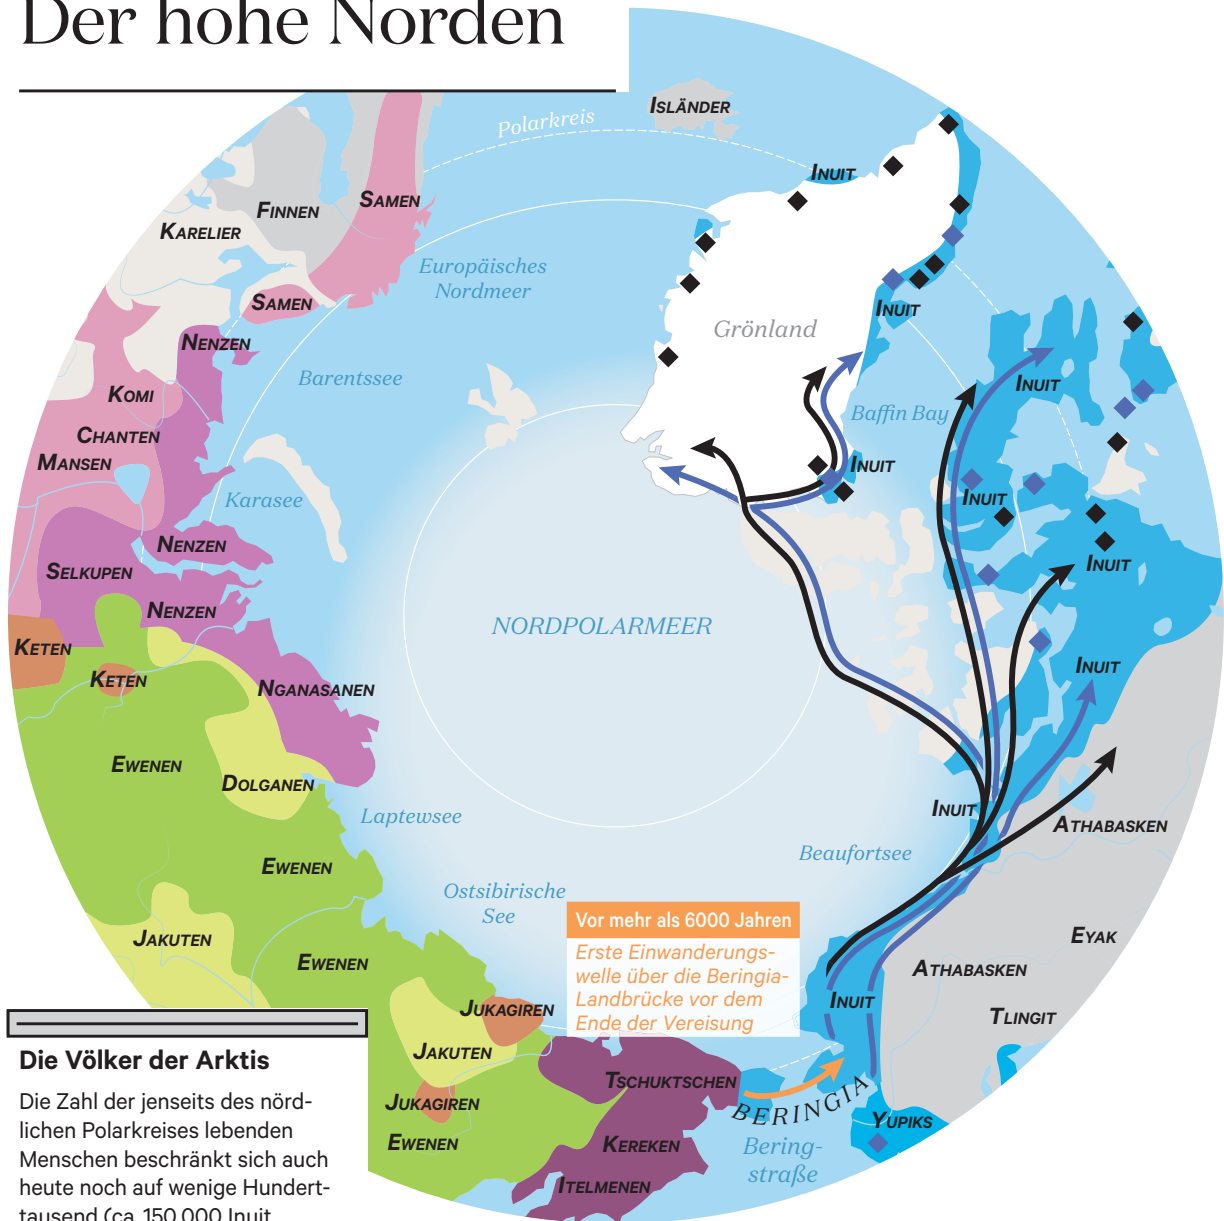 Der hohe Norden
ISLÄNDER
Polarkreis
INUIT
SAMEN
FINNEN
KARELIER
Europäisches
Nordmeer
SAMEN
INUIT
Grönland
NENZEN
Barentssee
INUIT
KOMI
Baffin Bay
CHANTEN
MANSEN
INUIT
Karasee
INUIT
NENZEN
INUIT
SELKUPEN
NENZEN
NORDPOLARMEER
KETEN
INUIT
KETEN
NGANASANEN
EWENEN
DOLGANEN
INUIT
Laptewsee
ATHABASKEN
Beaufortsee
EWENEN
Ostsibirische
See
Vor mehr als 6000 Jahren
Erste Einwanderungs-
welle über die Beringia-
Landbrücke vor dem
Ende der Vereisung
JAKUTEN
EYAK
EWENEN
ATHABASKEN
INUIT
JUKAGIREN
TLINGIT
JAKUTEN
TSCHUKTSCHEN
BERINGIA
JUKAGIREN
YUPIKS
EWENEN
KEREKEN
Bering-
straße
ITELMENEN
Die Völker der Arktis
Die Zahl der jenseits des nörd-
lichen Polarkreises lebenden
Menschen beschränkt sich auch
heute noch auf wenige Hundert-
tausend (ca. 150 000 Inuit